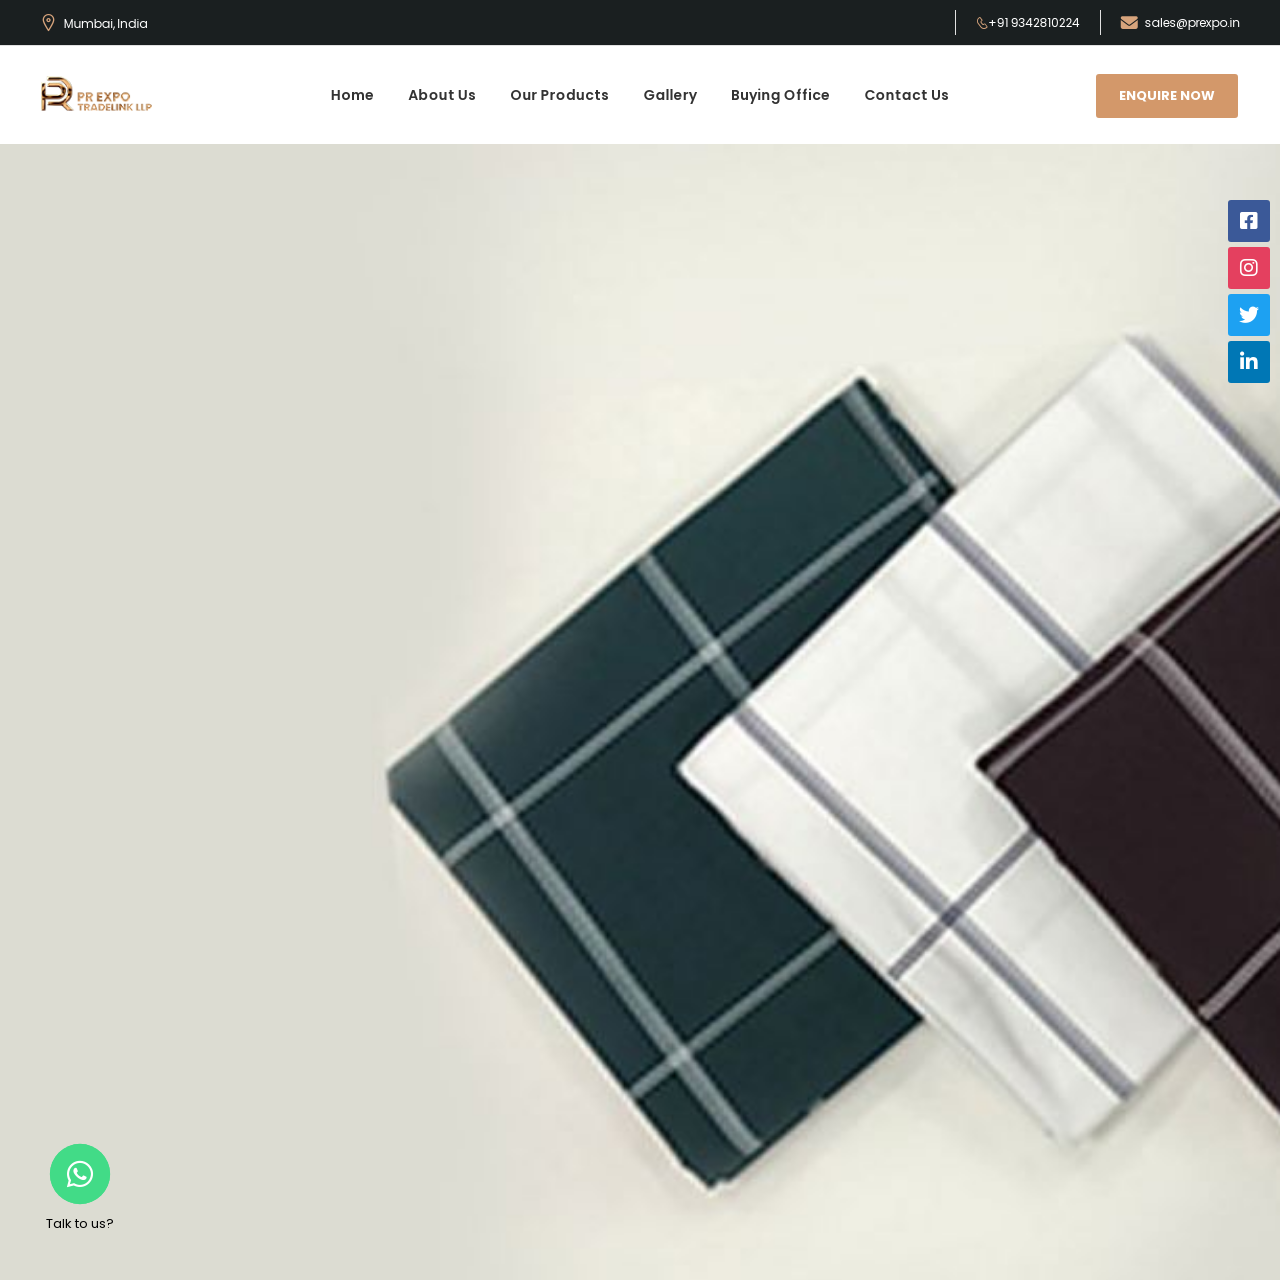 Mumbai, India
+91 9342810224
sales@prexpo.in
PR EXPO
TRADELINK LLP
Home
About Us
Our Products
Gallery
Buying Office
Contact Us
ENQUIRE NOW
Talk to us?